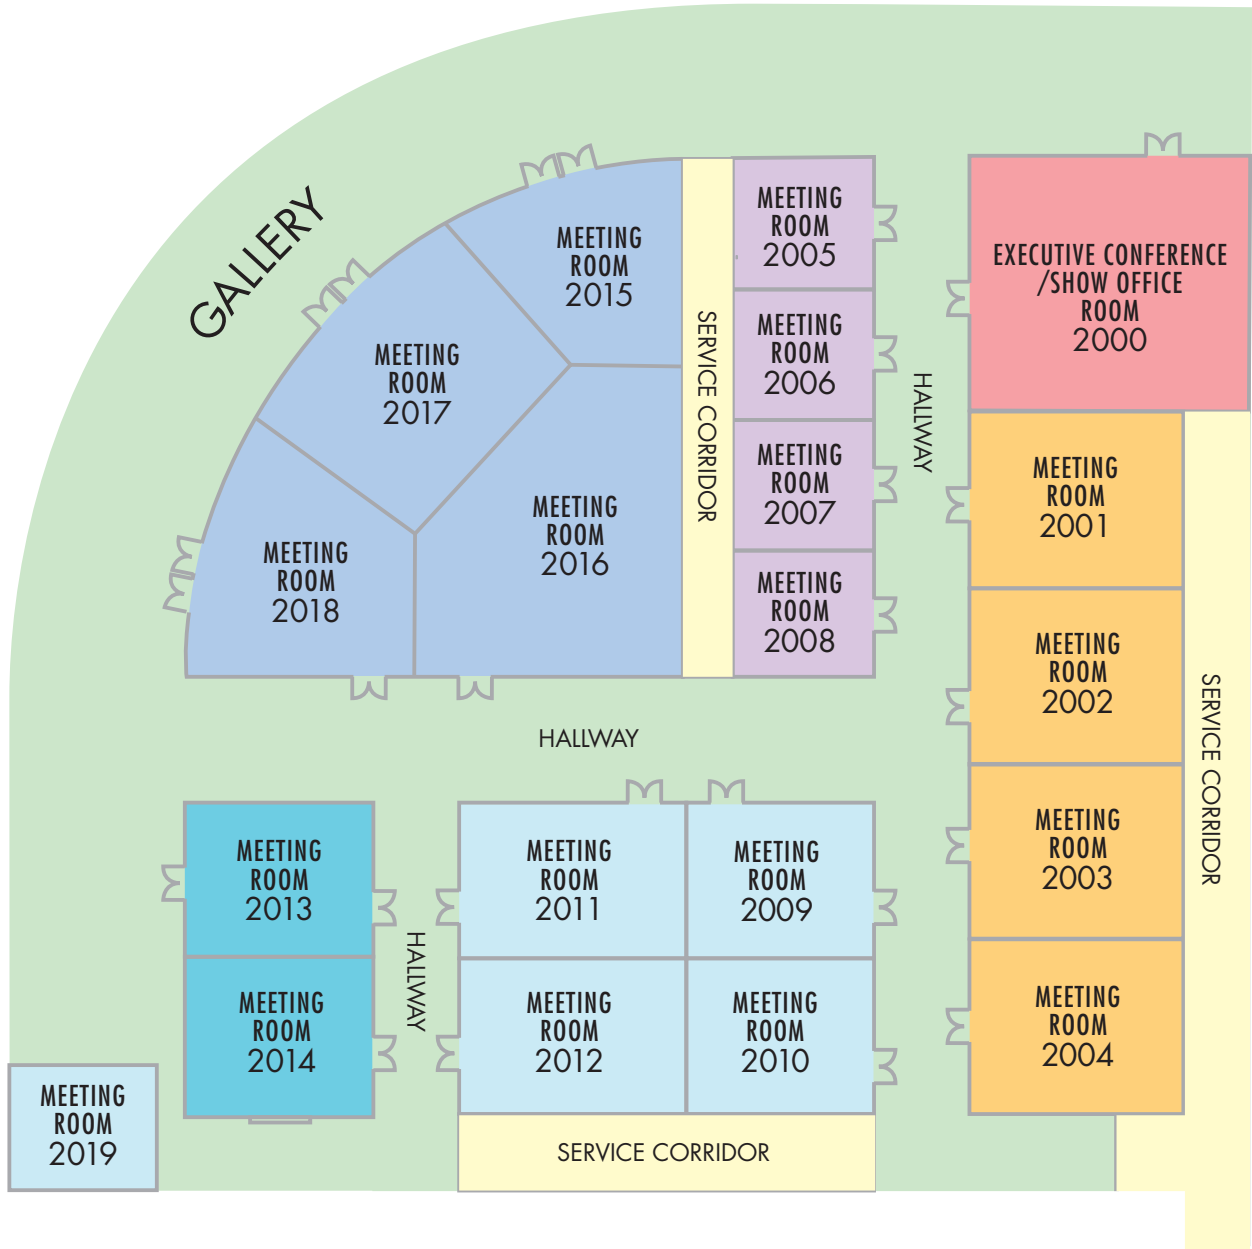 GALLERY
MEETING
ROOM
2015
MEETING
ROOM
2017
MEETING
ROOM
2016
MEETING
ROOM
2018
SERVICE CORRIDOR
MEETING
ROOM
2005
MEETING
ROOM
2006
MEETING
ROOM
2007
MEETING
ROOM
2008
HALLWAY
EXECUTIVE CONFERENCE
/SHOW OFFICE
ROOM
2000
MEETING
ROOM
2001
MEETING
ROOM
2002
MEETING
ROOM
2003
MEETING
ROOM
2004
SERVICE CORRIDOR
HALLWAY
MEETING
ROOM
2013
MEETING
ROOM
2014
HALLWAY
MEETING
ROOM
2011
MEETING
ROOM
2009
MEETING
ROOM
2012
MEETING
ROOM
2010
MEETING
ROOM
2019
SERVICE CORRIDOR